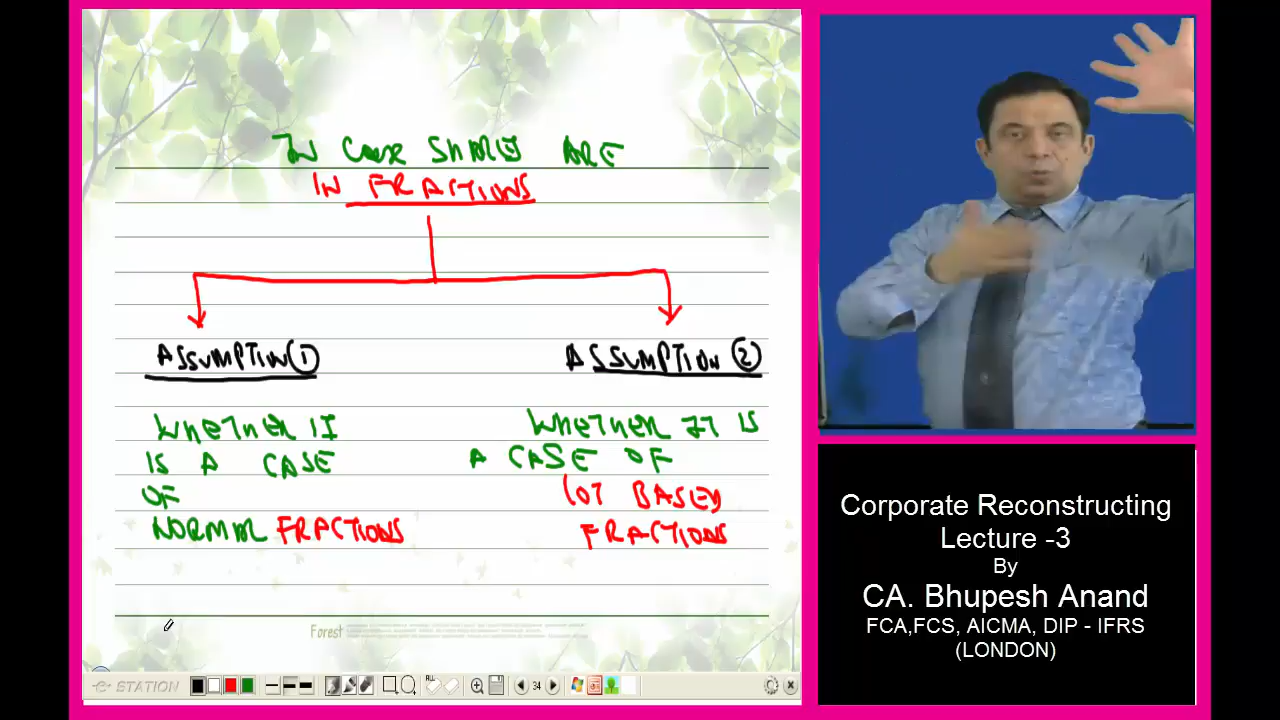 IN CASE SHARES ARE
IN FRACTIONS
ASSUMPTION (1)
ASSUMPTION (2)
WHETHER IT
IS A CASE
OF
NORMAL FRACTIONS
WHETHER IT IS
A CASE OF
LOT BASED
FRACTIONS
Forest
e-STATION
34
Corporate Reconstructing
Lecture -3
By
CA. Bhupesh Anand
FCA,FCS, AICMA, DIP - IFRS
(LONDON)